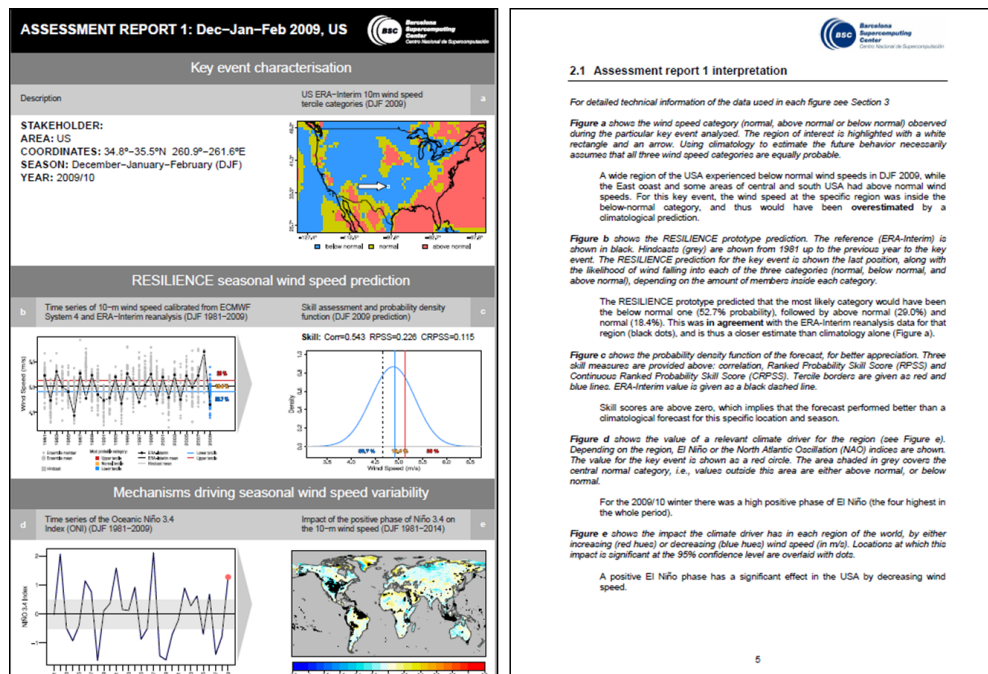 ASSESSMENT REPORT 1: Dec-Jan-Feb 2009, US
BSC
Barcelona
Supercomputing
Center
Centro Nacional de Supercomputación
Key event characterisation
Description
US ERA-Interim 10m wind speed
tercile categories (DJF 2009)
a
STAKEHOLDER:
AREA: US
COORDINATES: 34.8º-35.5ºN 260.9º-261.6ºE
SEASON: December-January-February (DJF)
YEAR: 2009/10
below normal normal above normal
RESILIENCE seasonal wind speed prediction
b
Time series of 10-m wind speed calibrated from ECMWF
System 4 and ERA-Interim reanalysis (DJF 1981-2009)
Skill assessment and probability density
function (DJF 2009 prediction)
c
Skill: Corr=0.543 RPSS=0.226 CRPSS=0.115
Wind Speed (m/s)
Density
3.5 4.0 4.5 5.0 5.5 6.0 6.5
Wind Speed (m/s)
Mechanisms driving seasonal wind speed variability
d
Time series of the Oceanic Niño 3.4
Index (ONI) (DJF 1981-2009)
Impact of the positive phase of Niño 3.4 on
the 10-m wind speed (DJF 1981-2014)
e
NIÑO 3.4 Index
2
1
0
-1
BSC
Barcelona
Supercomputing
Center
Centro Nacional de Supercomputación
2.1 Assessment report 1 interpretation
For detailed technical information of the data used in each figure see Section 3
Figure a shows the wind speed category (normal, above normal or below normal) observed
during the particular key event analysed. The region of interest is highlighted with a white
rectangle and an arrow. Using climatology to estimate the future behavior necessarily
assumes that all three wind speed categories are equally probable.
A wide region of the USA experienced below normal wind speeds in DJF 2009, while
the East coast and some areas of central and south USA had above normal wind
speeds. For this key event, the wind speed at the specific region was inside the
below-normal category, and thus would have been overestimated by a
climatological prediction.
Figure b shows the RESILIENCE prototype prediction. The reference (ERA-Interim) is
shown in black. Hindcasts (grey) are shown from 1981 up to the previous year to the key
event. The RESILIENCE prediction for the key event is shown the last position, along with
the likelihood of wind falling into each of the three categories (normal, below normal, and
above normal), depending on the amount of members inside each category.
The RESILIENCE prototype predicted that the most likely category would have been
the below normal one (52.7% probability), followed by above normal (29.0%) and
normal (18.4%). This was in agreement with the ERA-Interim reanalysis data for that
region (black dots), and is thus a closer estimate than climatology alone (Figure a).
Figure c shows the probability density function of the forecast, for better appreciation. Three
skill measures are provided above: correlation, Ranked Probability Skill Score (RPSS) and
Continuous Ranked Probability Skill Score (CRPSS). Tercile borders are given as red and
blue lines. ERA-Interim value is given as a black dashed line.
Skill scores are above zero, which implies that the forecast performed better than a
climatological forecast for this specific location and season.
Figure d shows the value of a relevant climate driver for the region (see Figure e).
Depending on the region, El Niño or the North Atlantic Oscillation (NAO) indices are shown.
The value for the key event is shown as a red circle. The area shaded in grey covers the
central normal category, i.e., values outside this area are either above normal, or below
normal.
For the 2009/10 winter there was a high positive phase of El Niño (the four highest in
the whole period).
Figure e shows the impact the climate driver has in each region of the world, by either
increasing (red hues) or decreasing (blue hues) wind speed (in m/s). Locations at which this
impact is significant at the 95% confidence level are overlaid with dots.
A positive El Niño phase has a significant effect in the USA by decreasing wind
speed.
5